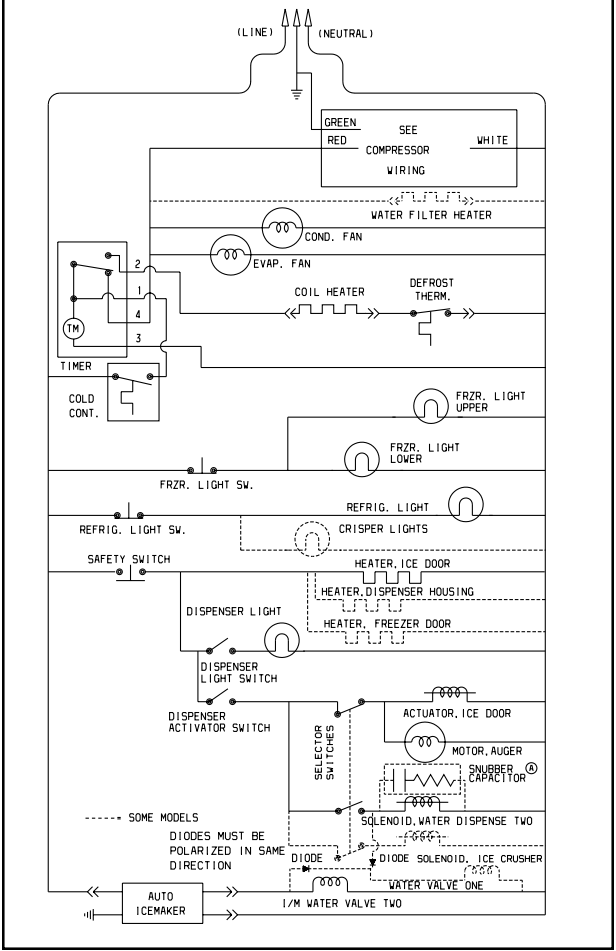 (LINE)
(NEUTRAL)
GREEN
RED
SEE
COMPRESSOR
WIRING
WHITE
WATER FILTER HEATER
COND. FAN
EVAP. FAN
2
1
4
3
TM
TIMER
COIL HEATER
DEFROST
THERM.
COLD
CONT.
FRZR. LIGHT
UPPER
FRZR. LIGHT
LOWER
FRZR. LIGHT SW.
REFRIG. LIGHT
REFRIG. LIGHT SW.
CRISPER LIGHTS
SAFETY SWITCH
HEATER, ICE DOOR
HEATER, DISPENSER HOUSING
DISPENSER LIGHT
HEATER, FREEZER DOOR
DISPENSER
LIGHT SWITCH
DISPENSER
ACTIVATOR SWITCH
SELECTOR
SWITCHES
ACTUATOR, ICE DOOR
MOTOR, AUGER
SNUBBER A
CAPACITOR
SOLENOID, WATER DISPENSE TWO
---- SOME MODELS
DIODES MUST BE
POLARIZED IN SAME
DIRECTION
DIODE
DIODE SOLENOID, ICE CRUSHER
WATER VALVE ONE
AUTO
ICEMAKER
I/M WATER VALVE TWO